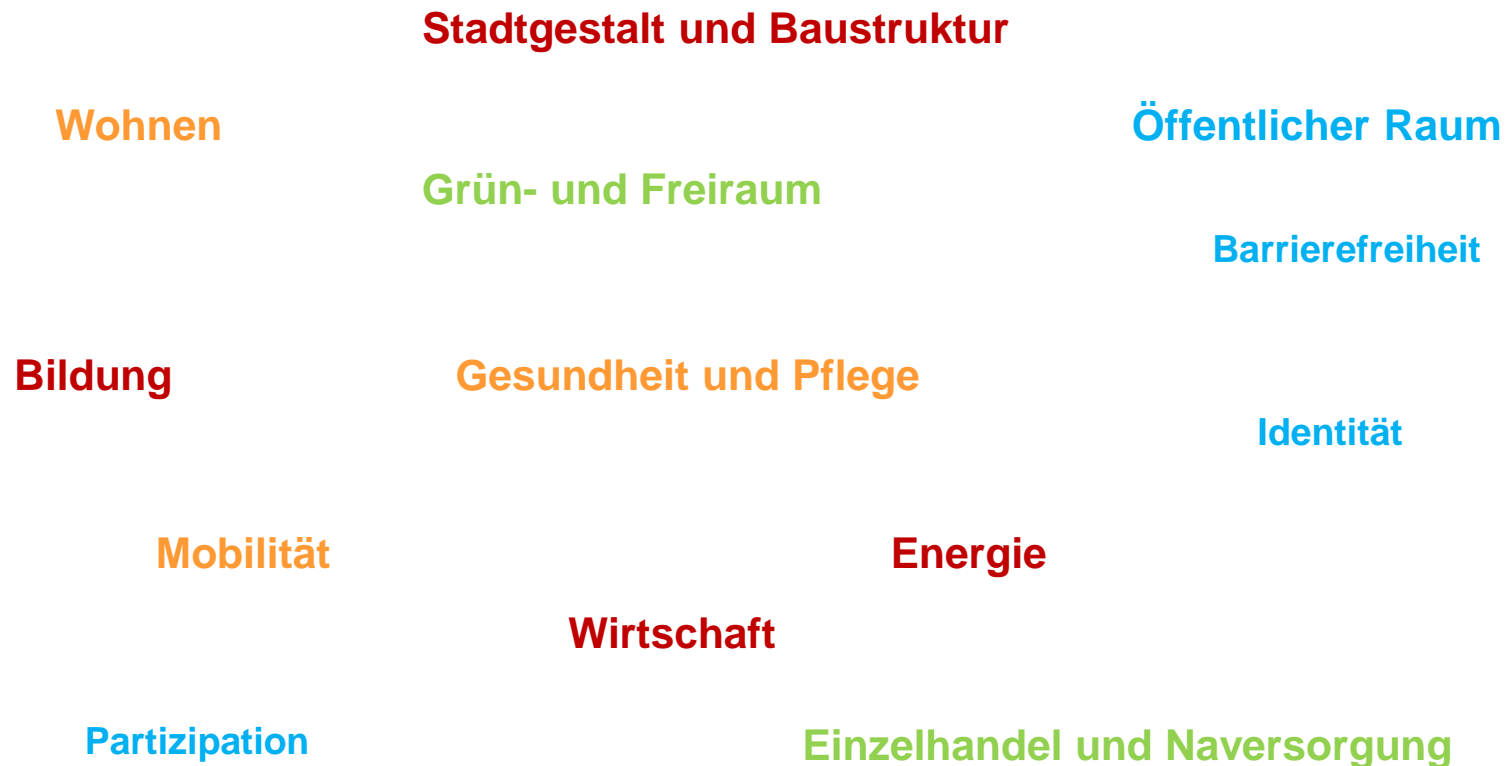 Stadtgestalt und Baustruktur
Wohnen
Öffentlicher Raum
Grün- und Freiraum
Barrierefreiheit
Bildung
Gesundheit und Pflege
Identität
Mobilität
Energie
Wirtschaft
Partizipation
Einzelhandel und Naversorgung